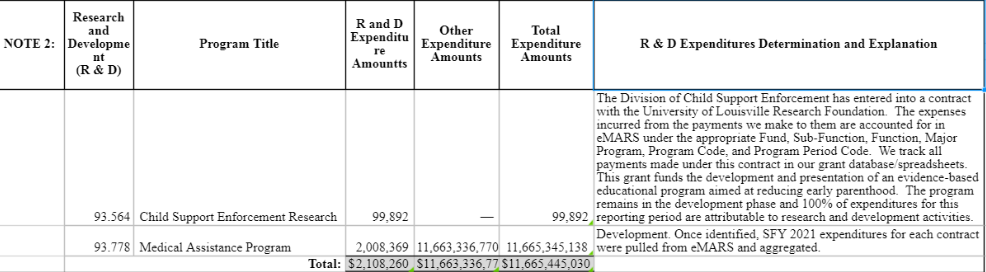 NOTE 2:
Research
and
Developme
nt
(R & D)
Program Title
R and D
Expenditu
re
Amountts
Other
Expenditure
Amounts
Total
Expenditure
Amounts
R & D Expenditures Determination and Explanation
93.564 Child Support Enforcement Research 99,892 — 99,892
The Division of Child Support Enforcement has entered into a contract
with the University of Louisville Research Foundation. The expenses
incurred from the payments we make to them are accounted for in
eMARS under the appropriate Fund, Sub-Function, Function, Major
Program, Program Code, and Program Period Code. We track all
payments made under this contract in our grant database/spreadsheets.
This grant funds the development and presentation of an evidence-based
educational program aimed at reducing early parenthood. The program
remains in the development phase and 100% of expenditures for this
reporting period are attributable to research and development activities.
93.778 Medical Assistance Program 2,008,369 11,663,336,770 11,665,345,138
Development. Once identified, SFY 2021 expenditures for each contract
were pulled from eMARS and aggregated.
Total: $2,108,260 $11,663,336,77 $11,665,445,030